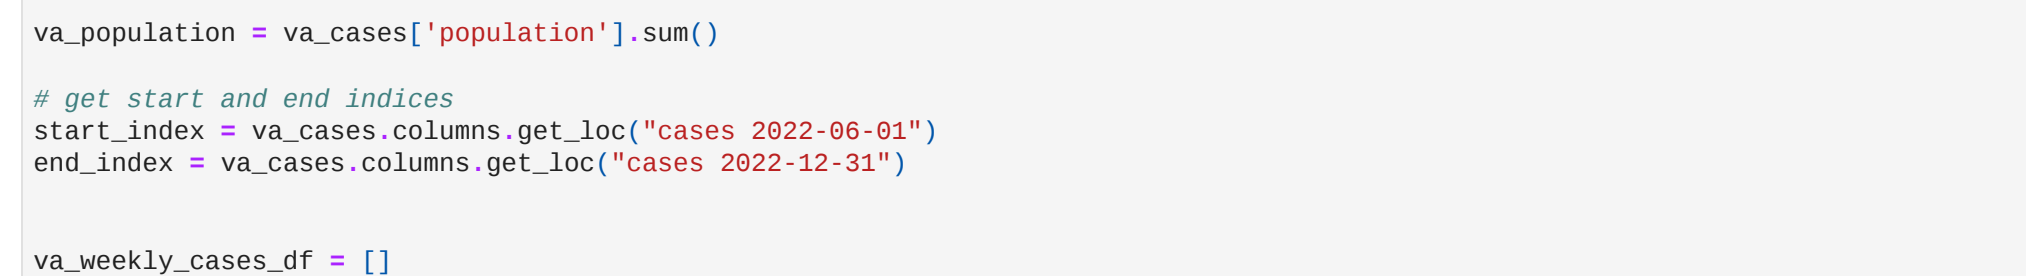 va_population = va_cases['population'].sum()
# get start and end indices
start_index = va_cases.columns.get_loc("cases 2022-06-01")
end_index = va_cases.columns.get_loc("cases 2022-12-31")
va_weekly_cases_df = []